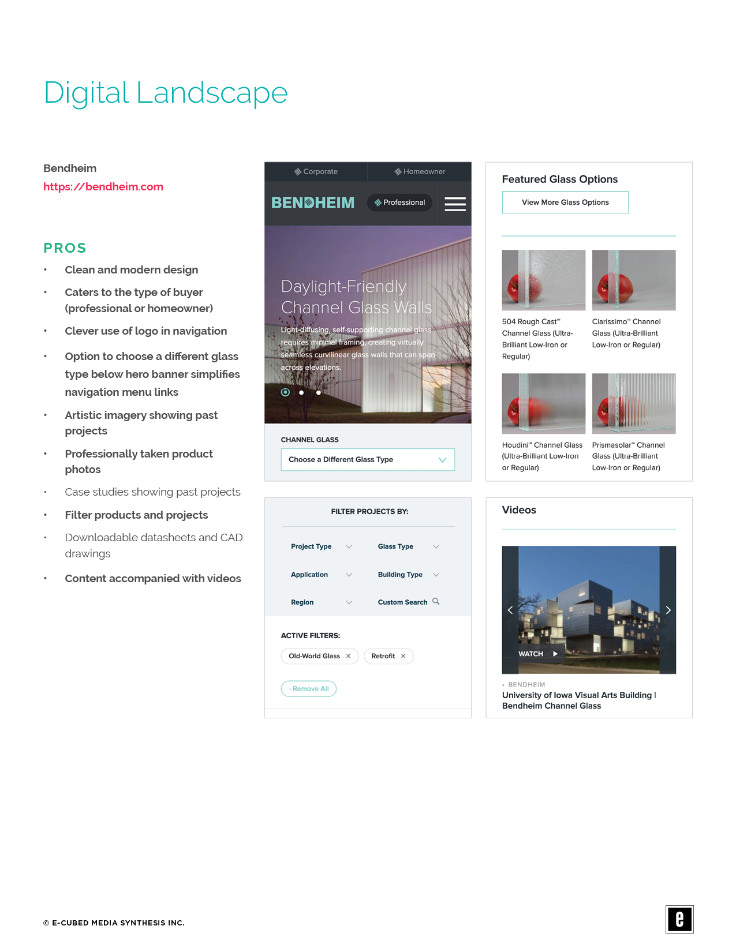 Digital Landscape
Bendheim
https://bendheim.com
PROS
• Clean and modern design
• Caters to the type of buyer
(professional or homeowner)
• Clever use of logo in navigation
• Option to choose a different glass
type below hero banner simplifies
navigation menu links
• Artistic imagery showing past
projects
• Professionally taken product
photos
• Case studies showing past projects
• Filter products and projects
• Downloadable datasheets and CAD
drawings
• Content accompanied with videos
Corporate
Homeowner
BENDHEIM
Professional
Daylight-Friendly
Channel Glass Walls
Light-diffusing, self-supporting channel glass
requires minimal framing, creating virtually
seamless curvilinear glass walls that can span
across elevations.
CHANNEL GLASS
Choose a Different Glass Type
Featured Glass Options
View More Glass Options
504 Rough Cast™
Channel Glass (Ultra-
Brilliant Low-Iron or
Regular)
Clarissimo™ Channel
Glass (Ultra-Brilliant
Low-Iron or Regular)
Houdini™ Channel Glass
(Ultra-Brilliant Low-Iron
or Regular)
Prismasolar™ Channel
Glass (Ultra-Brilliant
Low-Iron or Regular)
FILTER PROJECTS BY:
Project Type
Glass Type
Application
Building Type
Region
Custom Search
ACTIVE FILTERS:
Old-World Glass ×
Retrofit ×
- Remove All
Videos
WATCH
• BENDHEIM
University of Iowa Visual Arts Building |
Bendheim Channel Glass
© E-CUBED MEDIA SYNTHESIS INC.
e